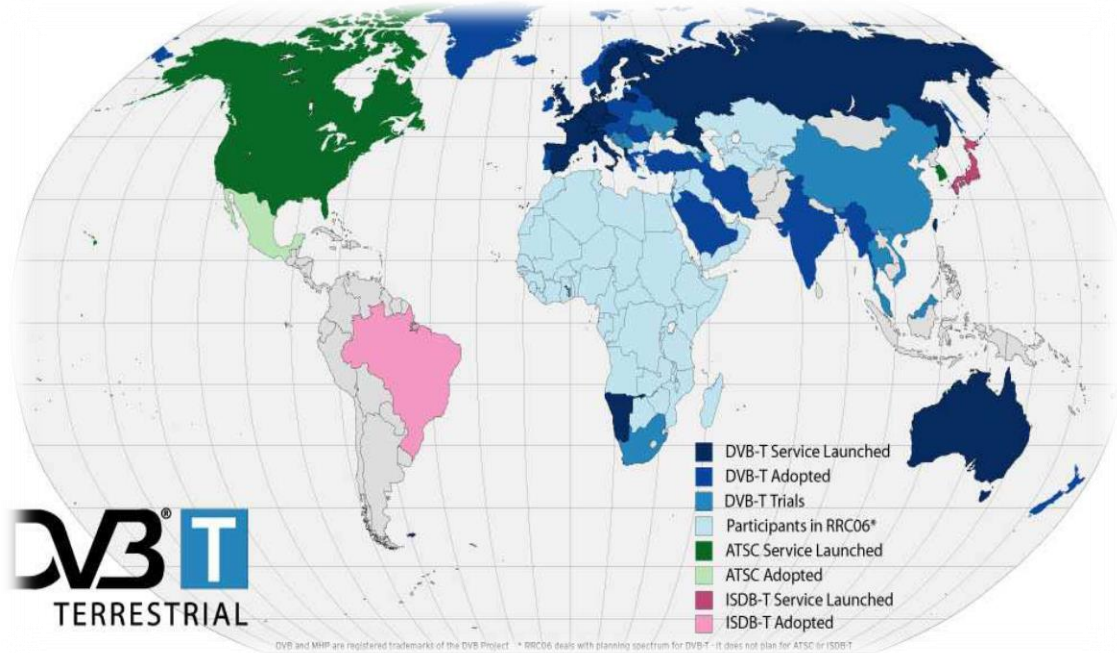 DVB-T Service Launched
DVB-T Adopted
DVB-T Trials
Participants in RRC06*
ATSC Service Launched
ATSC Adopted
ISDB-T Service Launched
ISDB-T Adopted
DVB® T
TERRESTRIAL
DVB and MHP are registered trademarks of the DVB Project - * RRC06 deals with planning spectrum for DVB-T - it does not plan for ATSC or ISDB-T